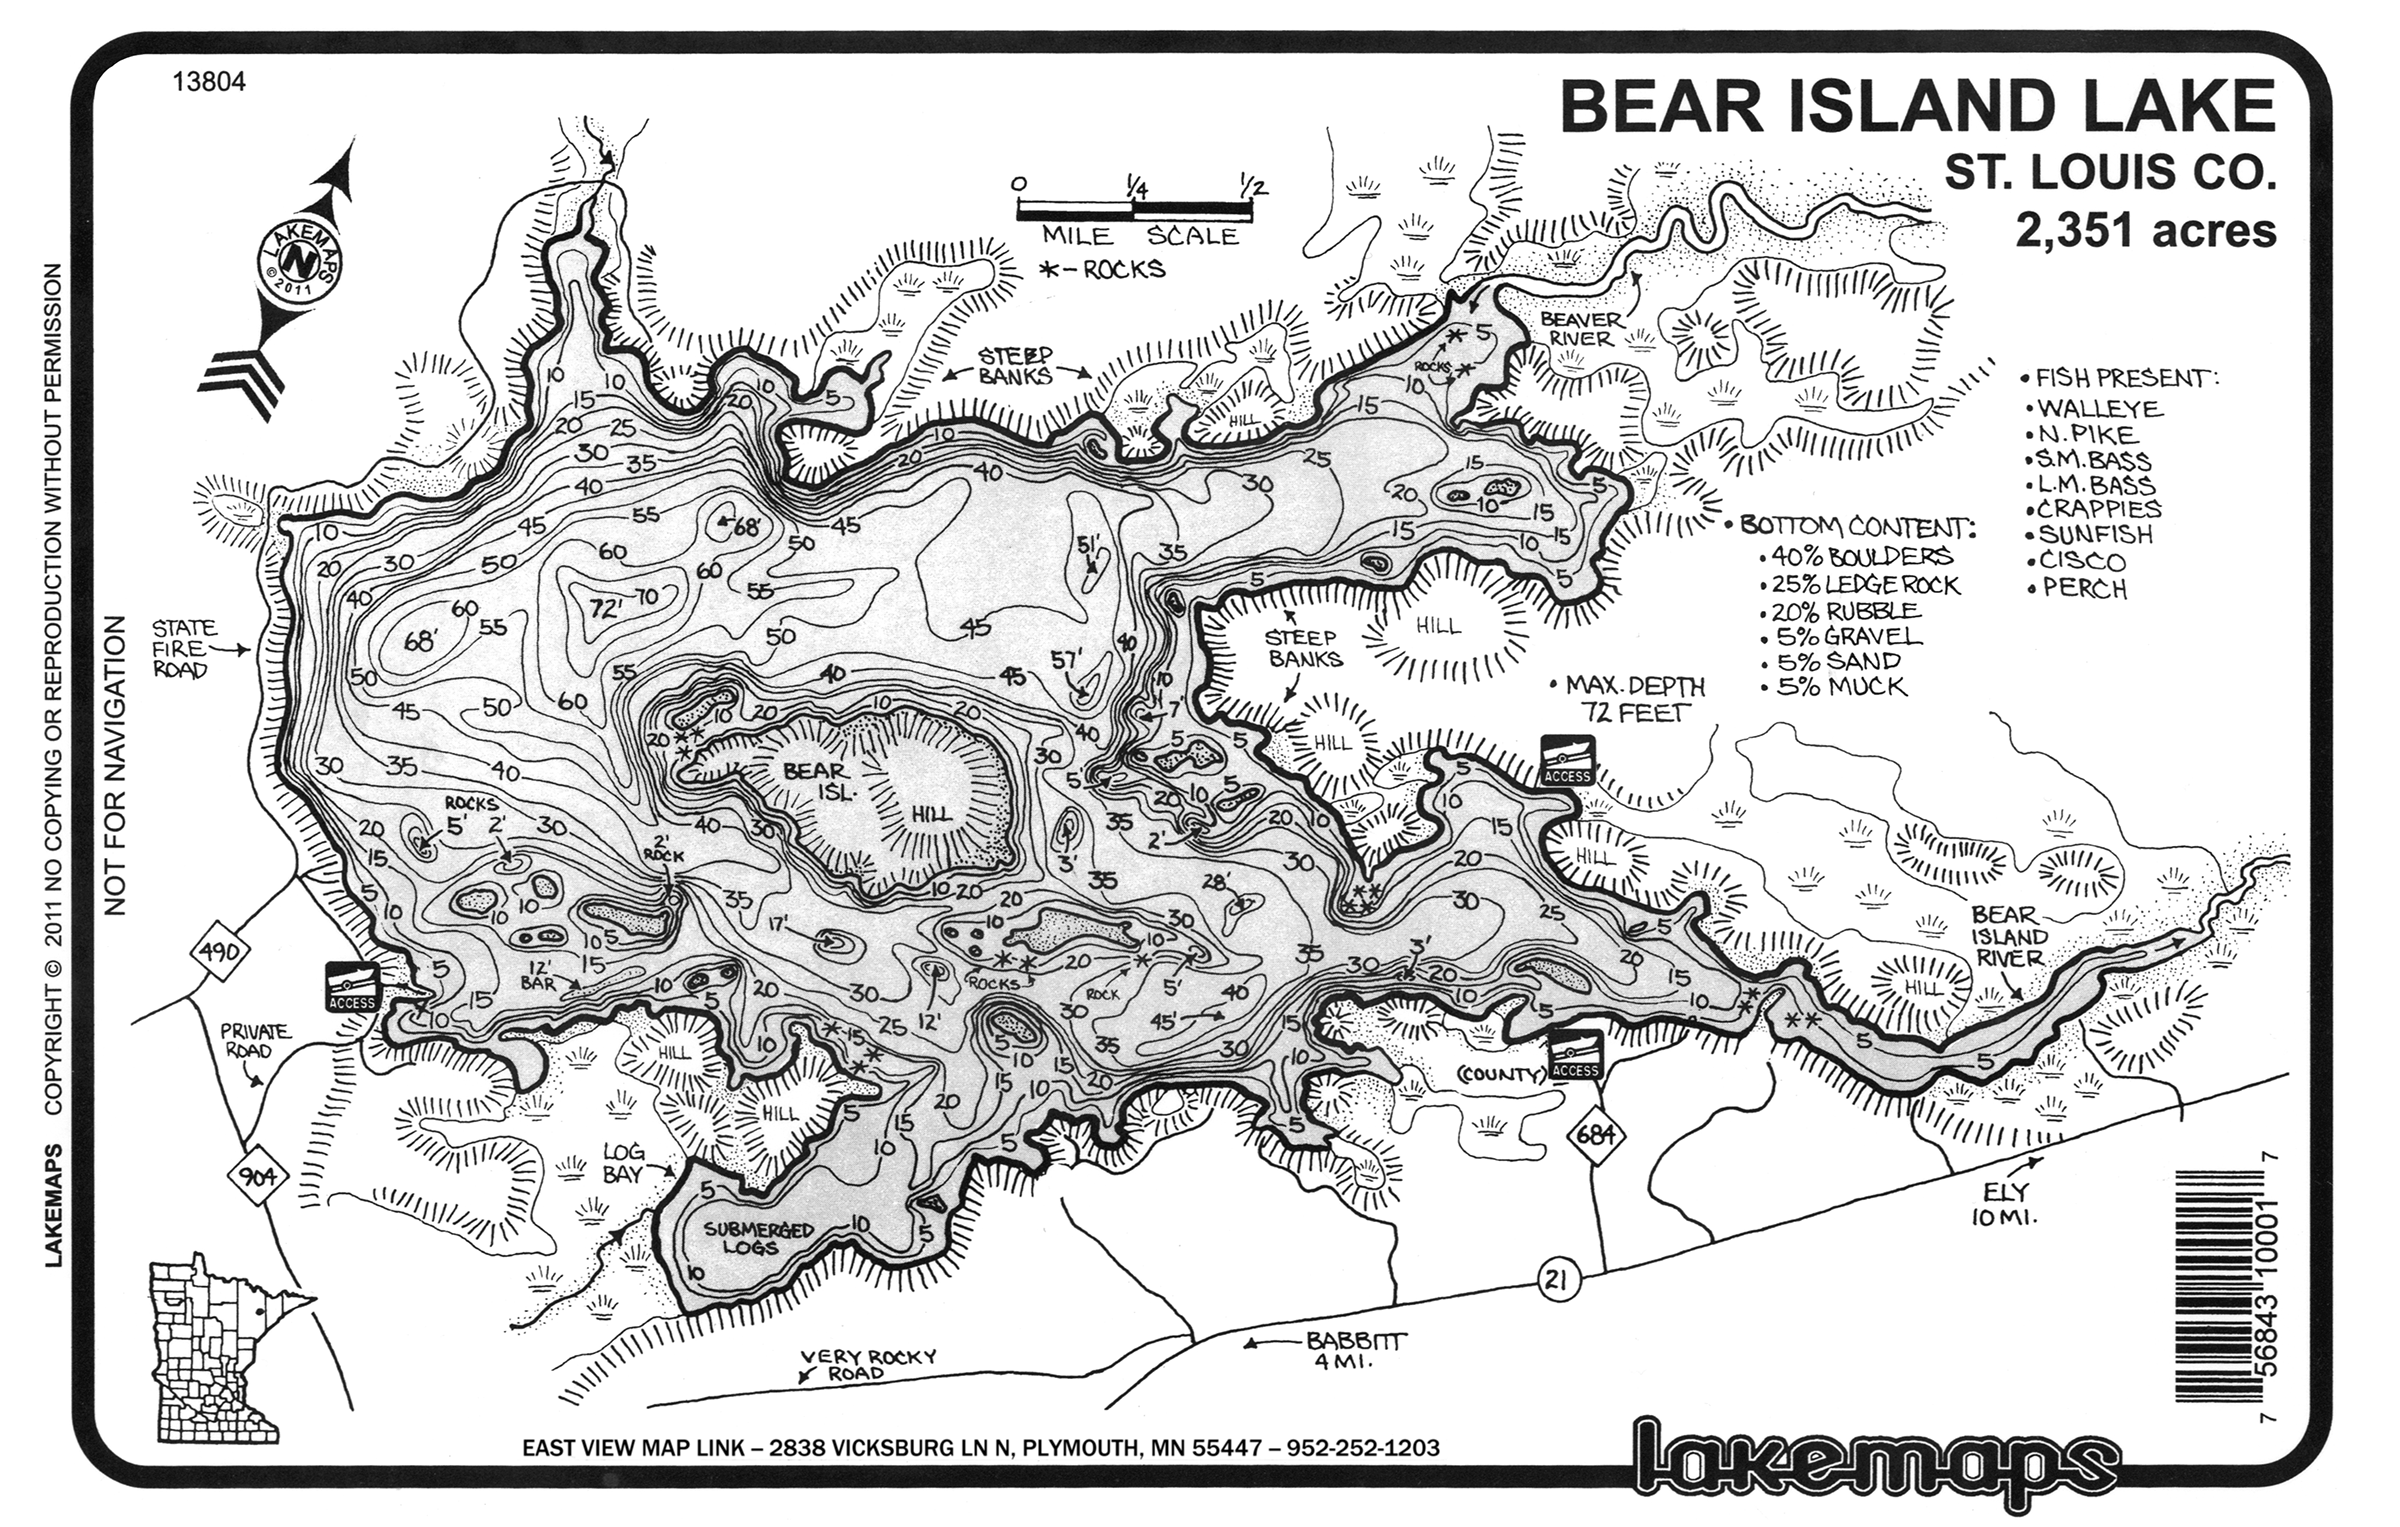 13804
BEAR ISLAND LAKE
ST. LOUIS CO.
2,351 acres
LAKEMAPS
N
© 2011
0 1/4 1/2
MILE SCALE
*-ROCKS
STEEP
BANKS
HILL
BEAVER
RIVER
ROCKS
• FISH PRESENT:
• WALLEYE
• N. PIKE
• S.M. BASS
• L.M. BASS
• CRAPPIES
• SUNFISH
• CISCO
• PERCH
• BOTTOM CONTENT:
• 40% BOULDERS
• 25% LEDGE ROCK
• 20% RUBBLE
• 5% GRAVEL
• 5% SAND
• 5% MUCK
• MAX. DEPTH
72 FEET
STEEP
BANKS
HILL
HILL
STATE
FIRE
ROAD
68'
72'
68'
51'
57'
7'
5'
BEAR
ISL.
HILL
ACCESS
HILL
ROCKS
5' 2'
2'
ROCK
3'
2'
28'
17'
3'
BEAR
ISLAND
RIVER
HILL
490
ACCESS
12'
BAR
ROCKS
ROCK
5'
12'
45'
PRIVATE
ROAD
HILL
HILL
(COUNTY)
ACCESS
684
904
LOG
BAY
SUBMERGED
LOGS
ELY
10 MI.
21
BABBITT
4 MI.
VERY ROCKY
ROAD
7 56843 10001 7
EAST VIEW MAP LINK – 2838 VICKSBURG LN N, PLYMOUTH, MN 55447 – 952-252-1203
lakemaps
LAKEMAPS COPYRIGHT © 2011 NO COPYING OR REPRODUCTION WITHOUT PERMISSION
NOT FOR NAVIGATION